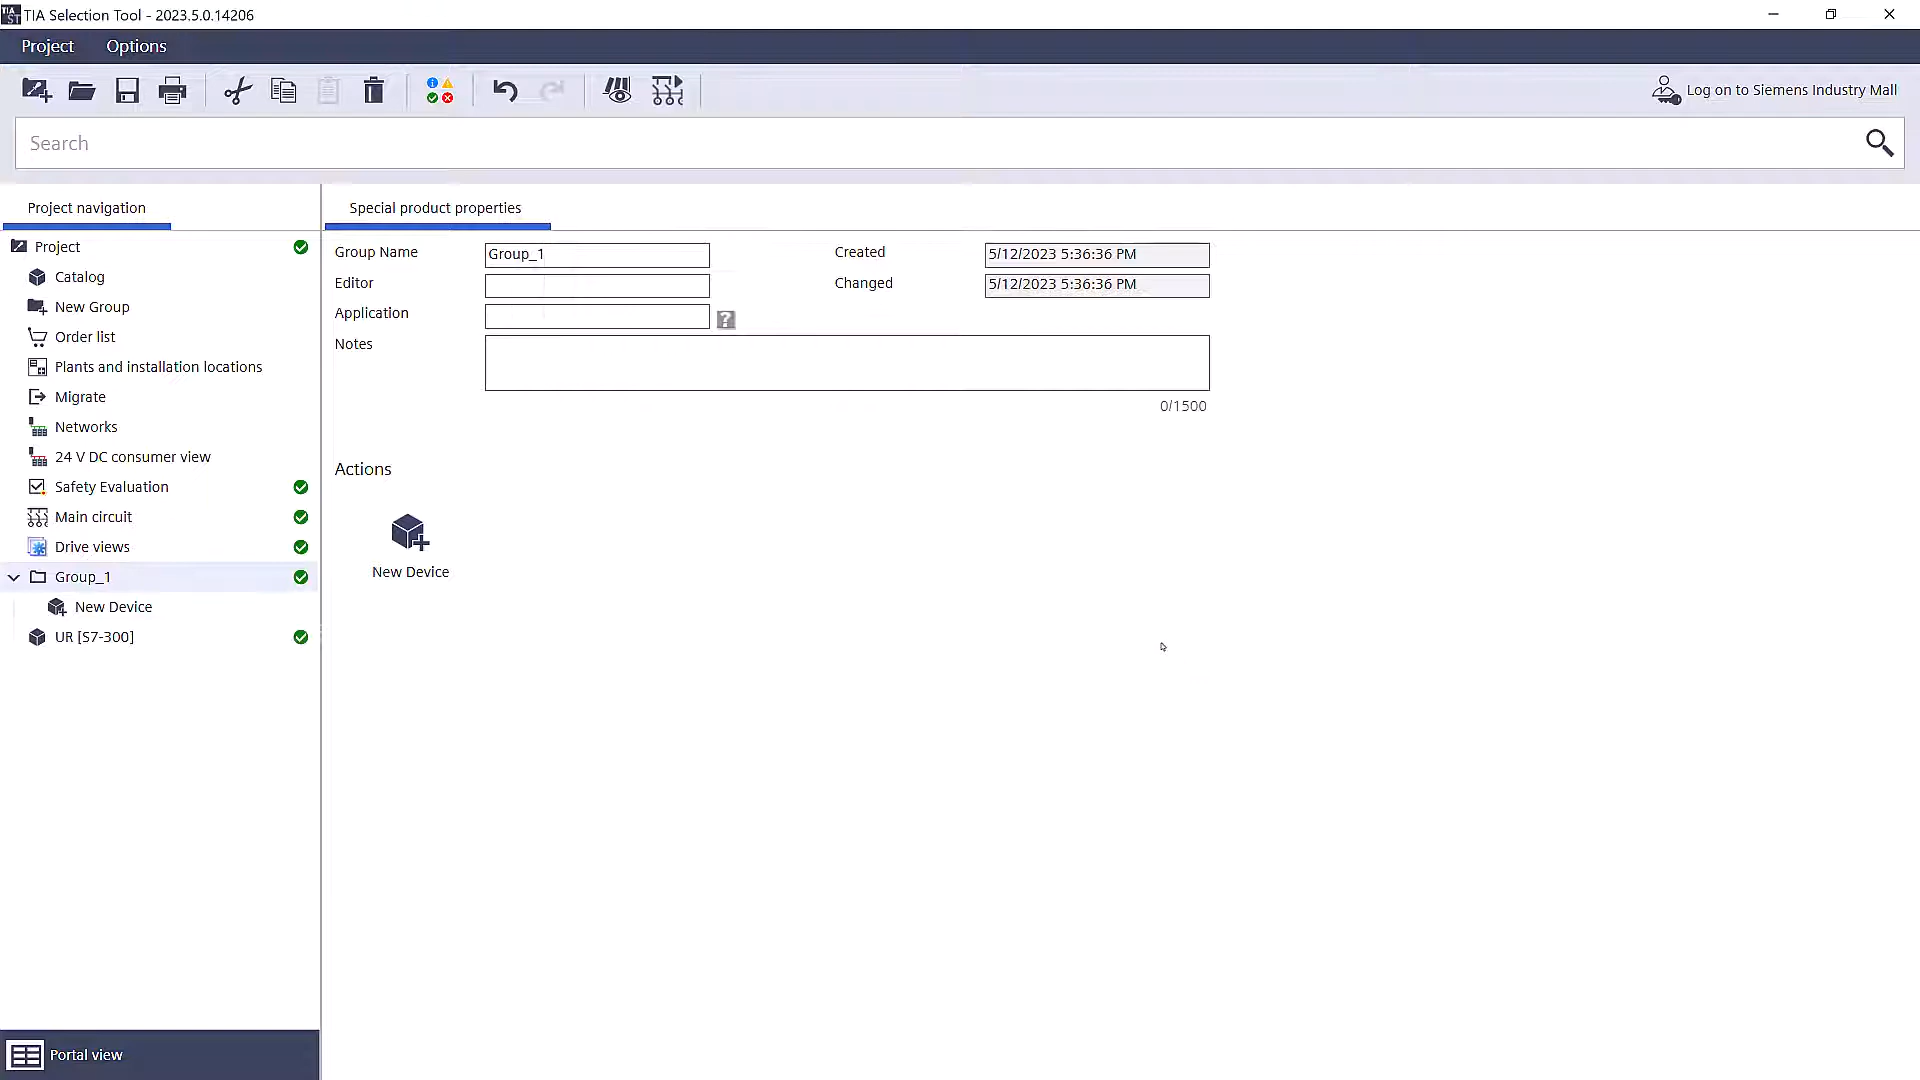 TIA Selection Tool - 2023.5.0.14206
Project Options
Log on to Siemens Industry Mall
Search
Project navigation
Project
Catalog
New Group
Order list
Plants and installation locations
Migrate
Networks
24 V DC consumer view
Safety Evaluation
Main circuit
Drive views
Group_1
New Device
UR [S7-300]
Portal view
Special product properties
Group Name Group_1 Created 5/12/2023 5:36:36 PM
Editor Changed 5/12/2023 5:36:36 PM
Application ?
Notes
0/1500
Actions
New Device